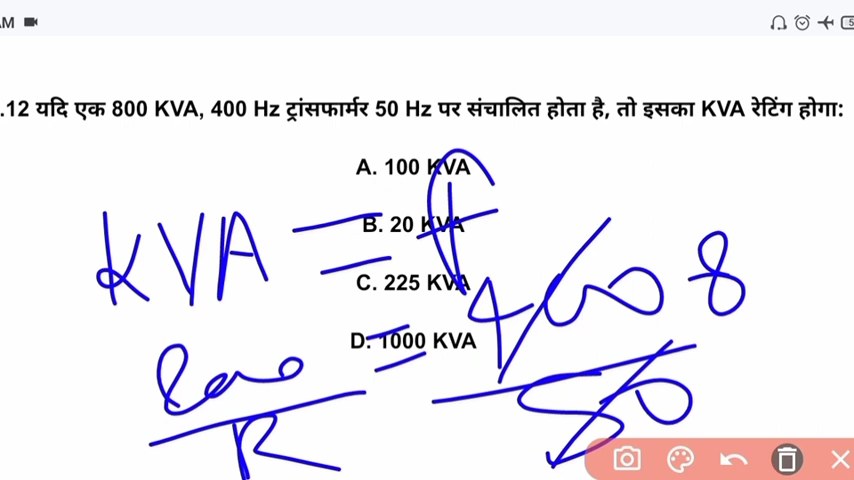 AM
.12 यदि एक 800 KVA, 400 Hz ट्रांसफार्मर 50 Hz पर संचालित होता है, तो इसका KVA रेटिंग होगा:
A. 100 KVA
B. 20 KVA
C. 225 KVA
D. 1000 KVA
KVA = f
800 = 400 8
50